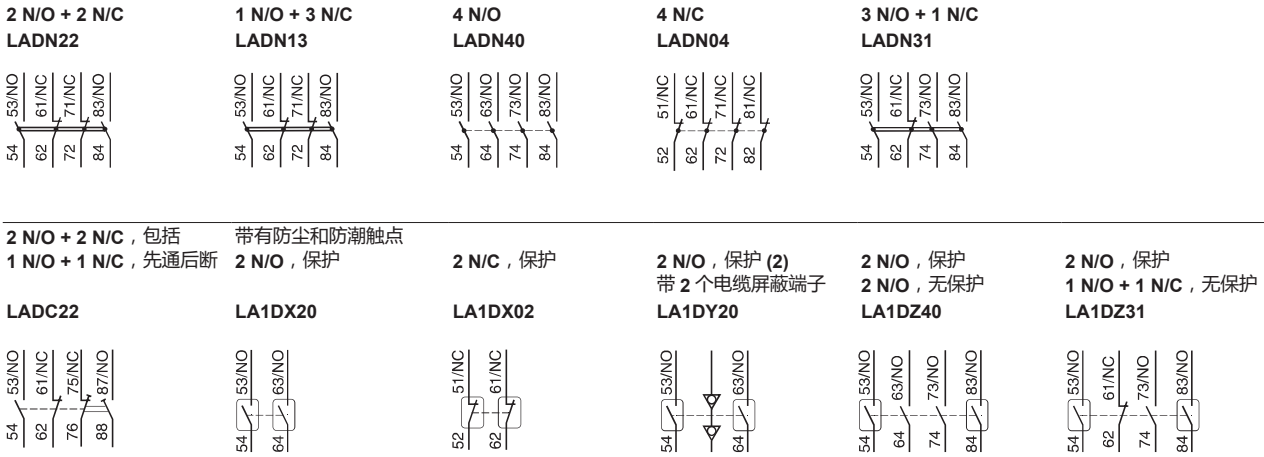 2 N/O + 2 N/C
LADN22
53/NO 61/NC 71/NC 83/NO
54 62 72 84
1 N/O + 3 N/C
LADN13
53/NO 61/NC 71/NC 83/NO
54 62 72 84
4 N/O
LADN40
53/NO 63/NO 73/NO 83/NO
54 64 74 84
4 N/C
LADN04
51/NC 61/NC 71/NC 81/NC
52 62 72 82
3 N/O + 1 N/C
LADN31
53/NO 61/NC 73/NO 83/NO
54 62 74 84
2 N/O + 2 N/C，包括
1 N/O + 1 N/C，先通后断
LADC22
53/NO 61/NC 75/NC 87/NO
54 62 76 88
带有防尘和防潮触点
2 N/O，保护
LA1DX20
53/NO 63/NO
54 64
2 N/C，保护
LA1DX02
51/NC 61/NC
52 62
2 N/O，保护 (2)
带 2 个电缆屏蔽端子
LA1DY20
53/NO 63/NO
54 64
2 N/O，保护
2 N/O，无保护
LA1DZ40
53/NO 63/NO 73/NO 83/NO
54 64 74 84
2 N/O，保护
1 N/O + 1 N/C，无保护
LA1DZ31
53/NO 61/NC 73/NO 83/NO
54 62 74 84